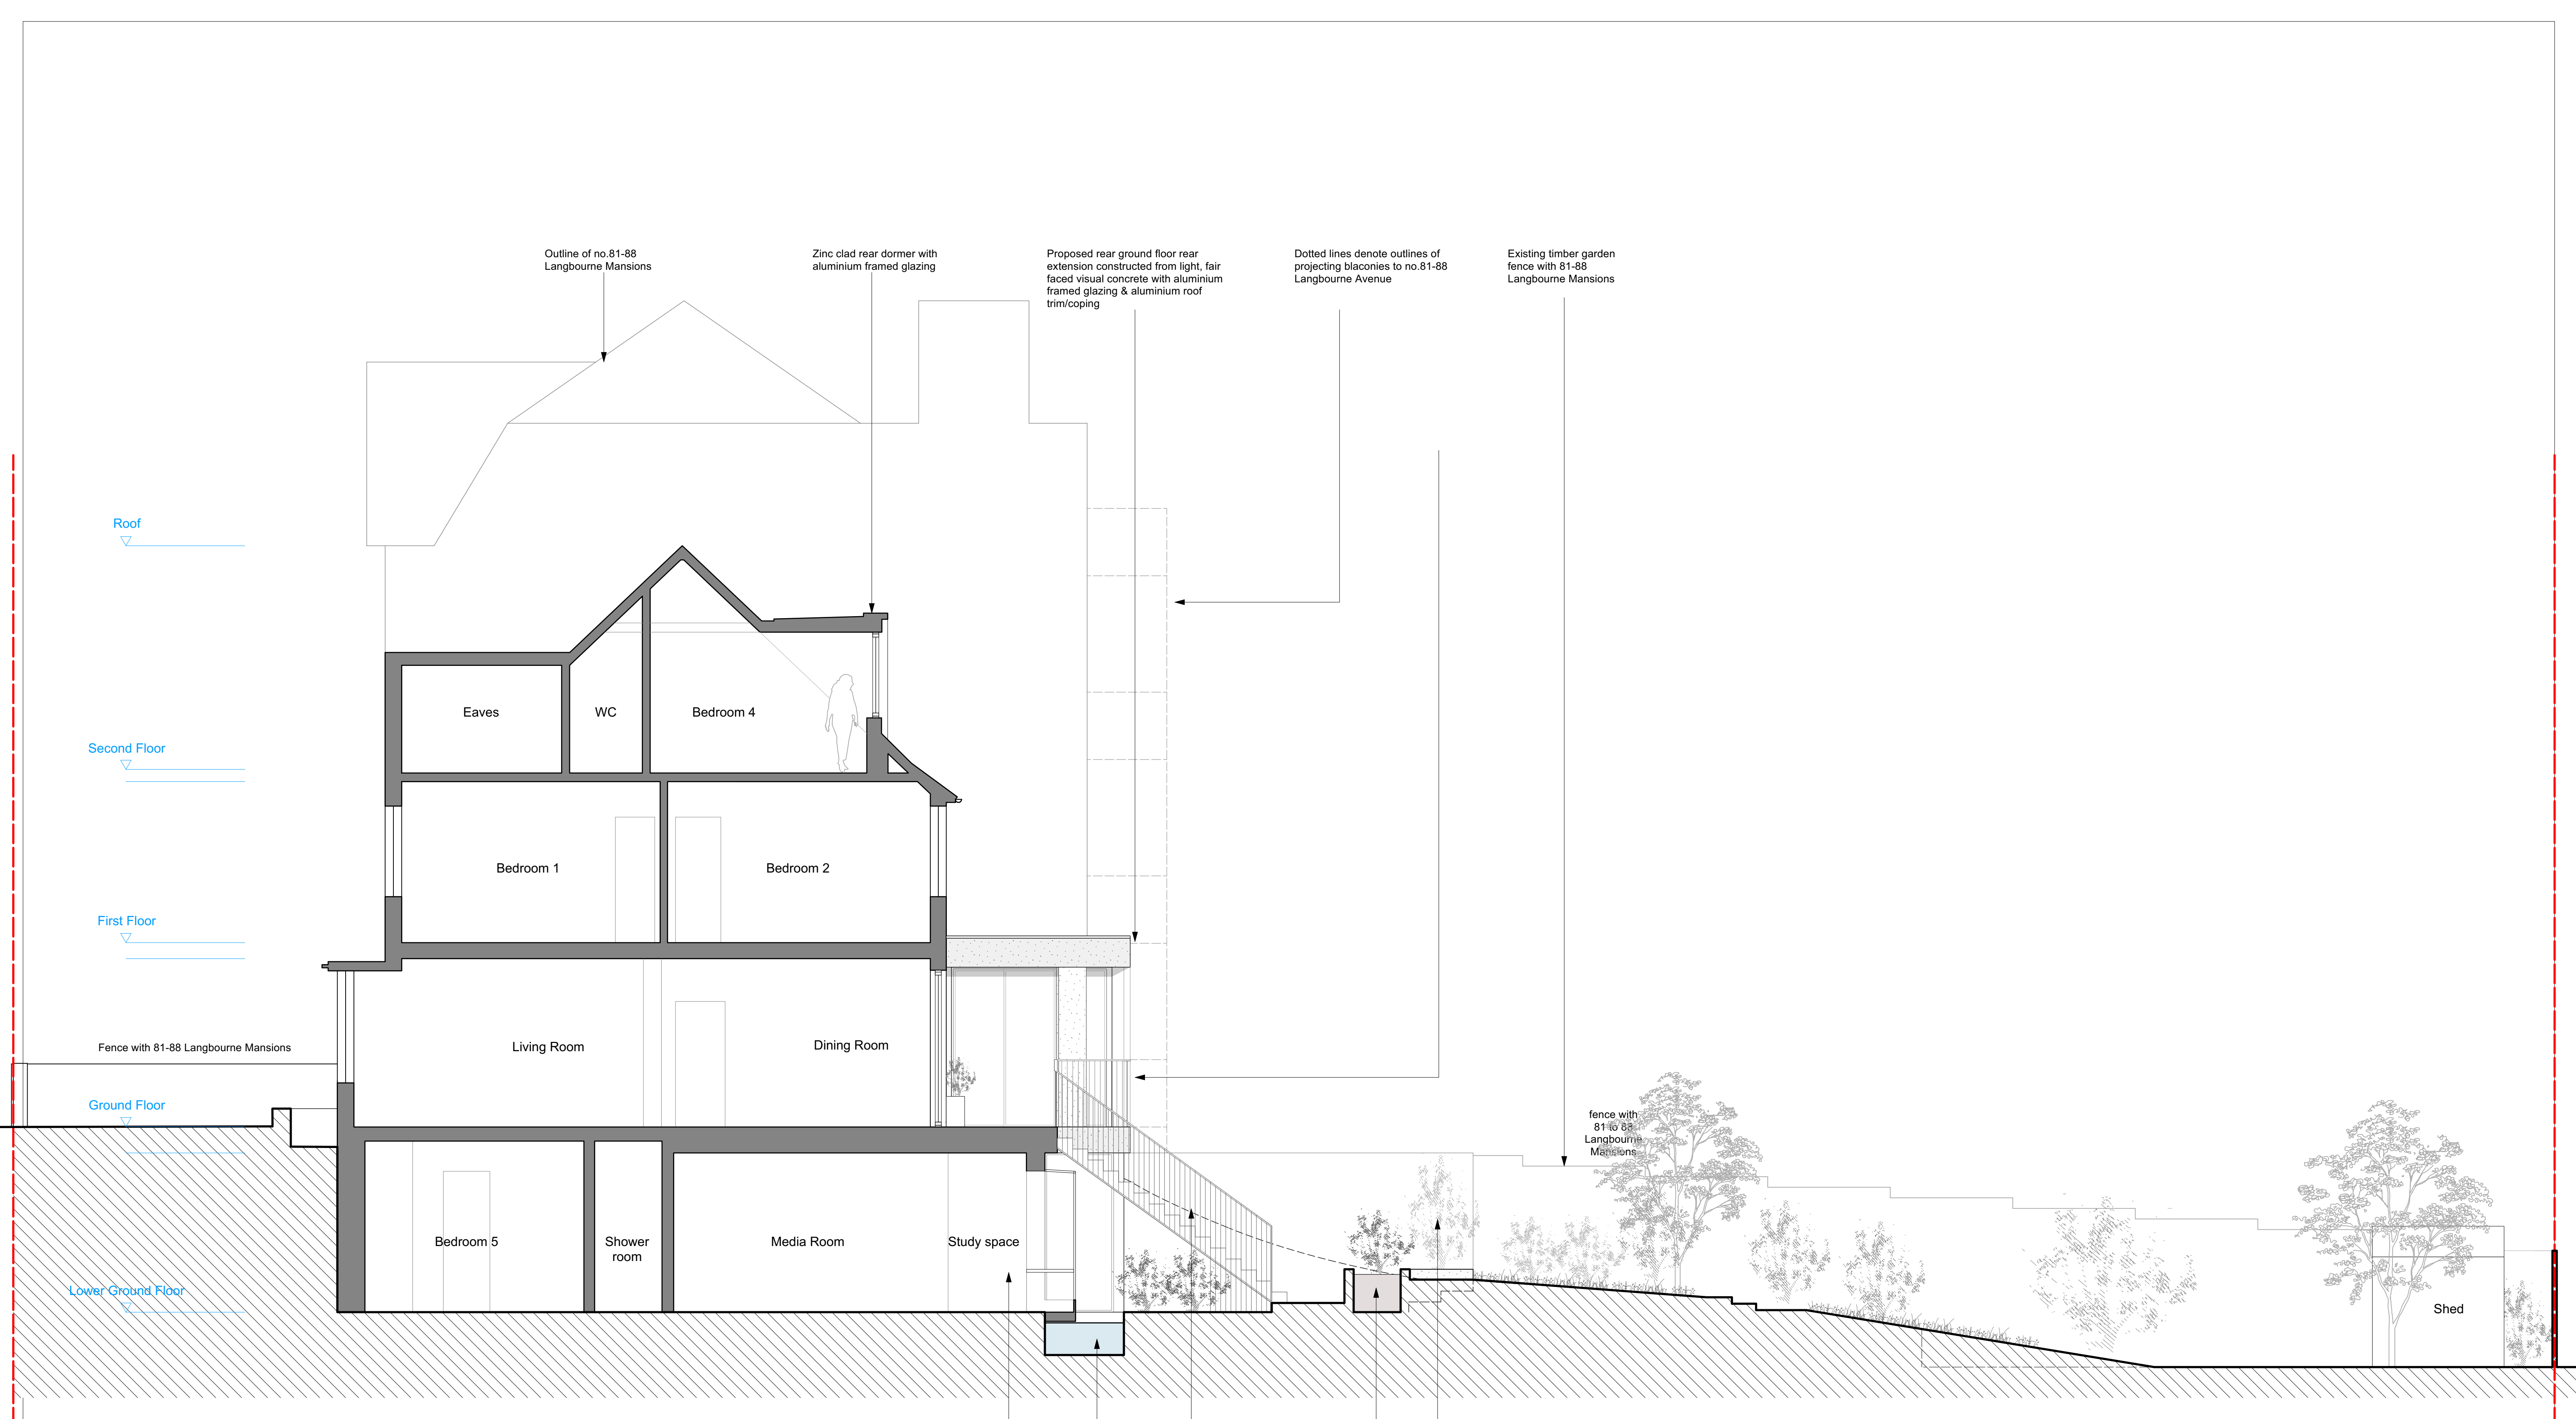 Outline of no.81-88
Langbourne Mansions
Zinc clad rear dormer with
aluminium framed glazing
Proposed rear ground floor rear
extension constructed from light, fair
faced visual concrete with aluminium
framed glazing & aluminium roof
trim/coping
Dotted lines denote outlines of
projecting blaconies to no.81-88
Langbourne Avenue
Existing timber garden
fence with 81-88
Langbourne Mansions
Roof
Eaves
WC
Bedroom 4
Second Floor
Bedroom 1
Bedroom 2
First Floor
Fence with 81-88 Langbourne Mansions
Living Room
Dining Room
Ground Floor
fence with
81 to 88
Langbourne
Mansions
Bedroom 5
Shower
room
Media Room
Study space
Lower Ground Floor
Shed